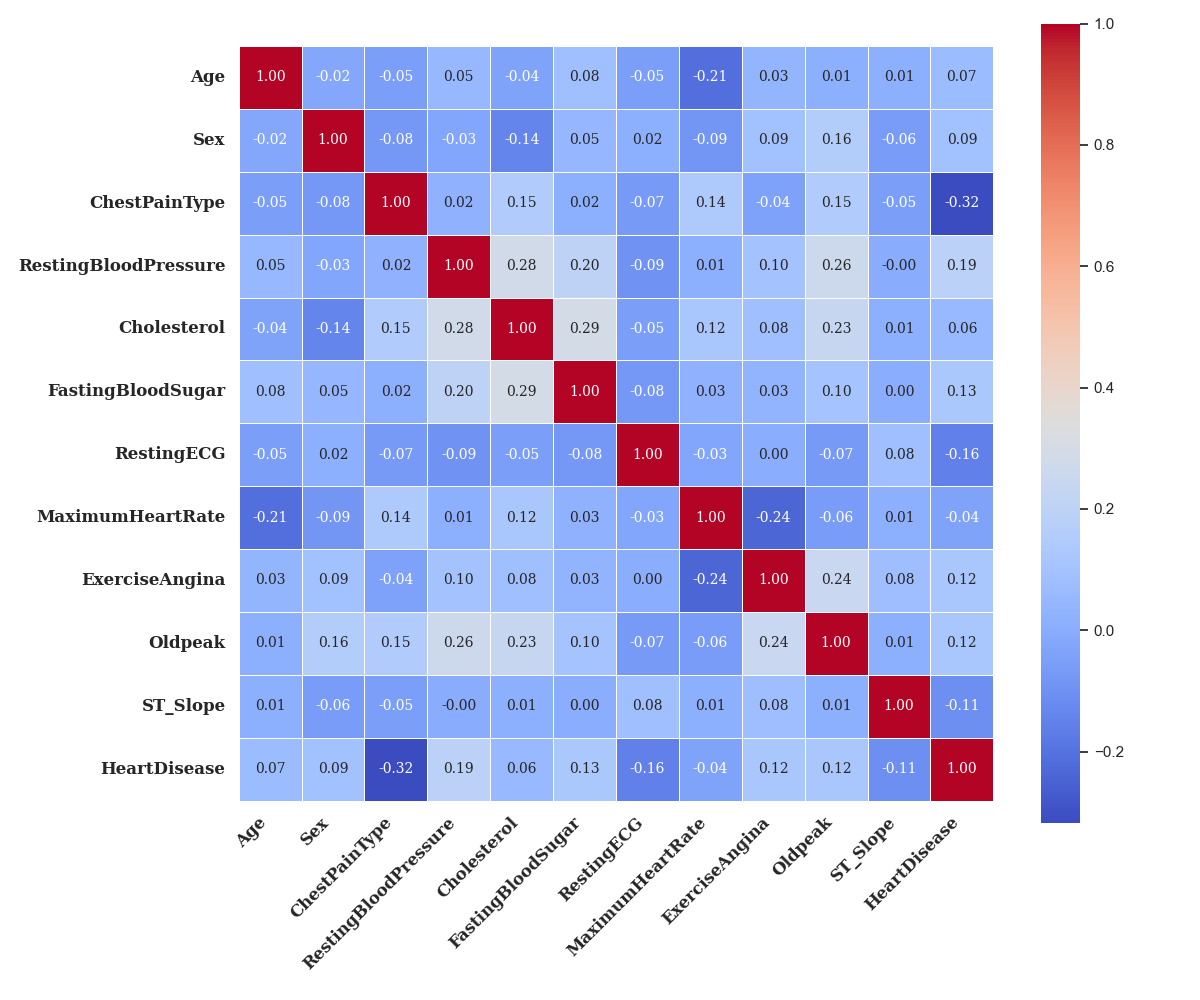 1.0
Age 1.00 -0.02 -0.05 0.05 -0.04 0.08 -0.05 -0.21 0.03 0.01 0.01 0.07
0.8
Sex -0.02 1.00 -0.08 -0.03 -0.14 0.05 0.02 -0.09 0.09 0.16 -0.06 0.09
ChestPainType -0.05 -0.08 1.00 0.02 0.15 0.02 -0.07 0.14 -0.04 0.15 -0.05 -0.32
RestingBloodPressure 0.05 -0.03 0.02 1.00 0.28 0.20 -0.09 0.01 0.10 0.26 -0.00 0.19
0.6
Cholesterol -0.04 -0.14 0.15 0.28 1.00 0.29 -0.05 0.12 0.08 0.23 0.01 0.06
0.4
FastingBloodSugar 0.08 0.05 0.02 0.20 0.29 1.00 -0.08 0.03 0.03 0.10 0.00 0.13
RestingECG -0.05 0.02 -0.07 -0.09 -0.05 -0.08 1.00 -0.03 0.00 -0.07 0.08 -0.16
0.2
MaximumHeartRate -0.21 -0.09 0.14 0.01 0.12 0.03 -0.03 1.00 -0.24 -0.06 0.01 -0.04
ExerciseAngina 0.03 0.09 -0.04 0.10 0.08 0.03 0.00 -0.24 1.00 0.24 0.08 0.12
0.0
Oldpeak 0.01 0.16 0.15 0.26 0.23 0.10 -0.07 -0.06 0.24 1.00 0.01 0.12
ST_Slope 0.01 -0.06 -0.05 -0.00 0.01 0.00 0.08 0.01 0.08 0.01 1.00 -0.11
−0.2
HeartDisease 0.07 0.09 -0.32 0.19 0.06 0.13 -0.16 -0.04 0.12 0.12 -0.11 1.00
Age
Sex
ChestPainType
RestingBloodPressure
Cholesterol
FastingBloodSugar
RestingECG
MaximumHeartRate
ExerciseAngina
Oldpeak
ST_Slope
HeartDisease